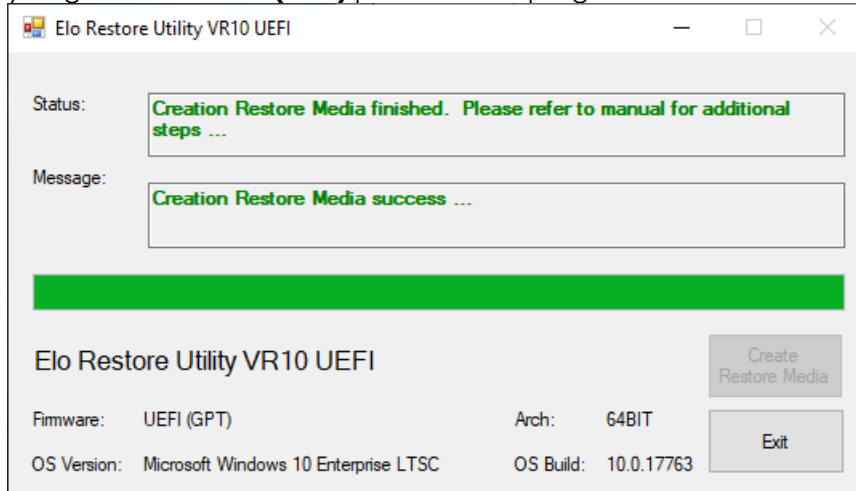 Elo Restore Utility VR10 UEFI
Status:
Creation Restore Media finished.  Please refer to manual for additional
steps ...
Message:
Creation Restore Media success ...
Elo Restore Utility VR10 UEFI
Create
Restore Media
Firmware: UEFI (GPT) Arch: 64BIT
Exit
OS Version: Microsoft Windows 10 Enterprise LTSC OS Build: 10.0.17763